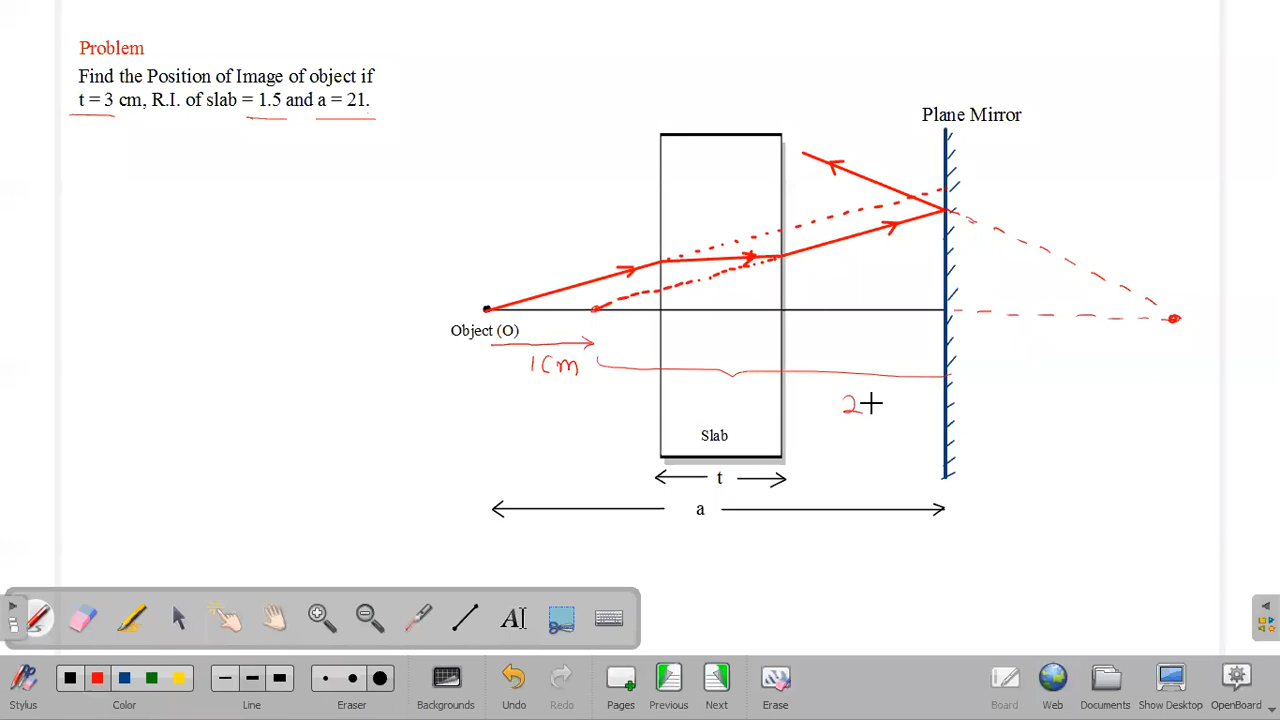 Problem
Find the Position of Image of object if
t = 3 cm, R.I. of slab = 1.5 and a = 21.
Plane Mirror
Object (O)
1cm
2
Slab
t
a
Stylus
Color
Line
Eraser
Backgrounds
Undo
Redo
Pages
Previous
Next
Erase
Board
Web
Documents
Show Desktop
OpenBoard